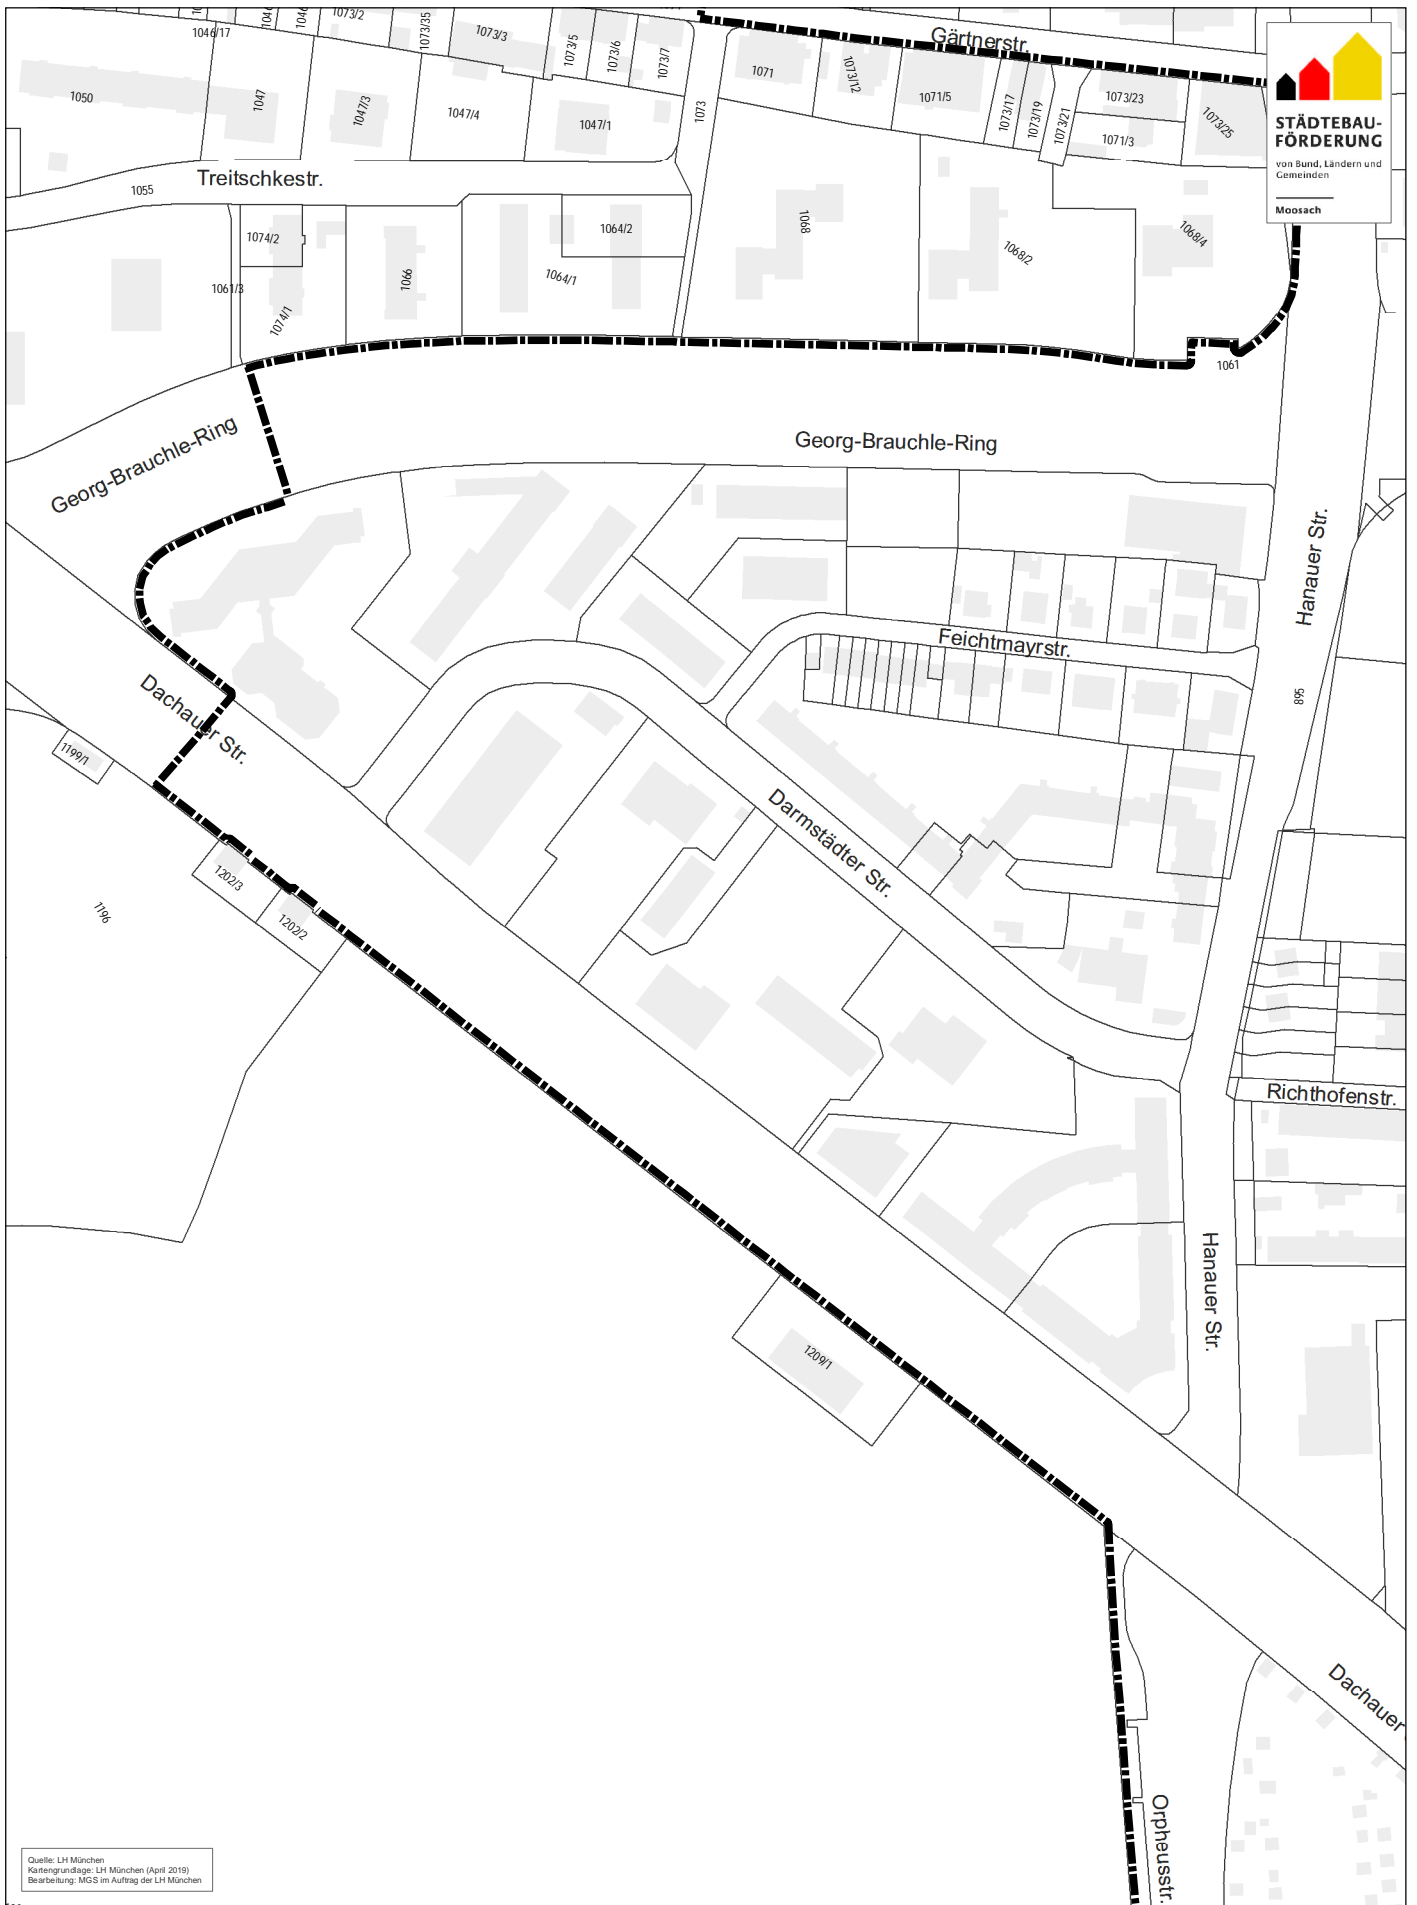 1046
1046
1073/2
1046/17
1073/35
1073/3
1073/5
1073/6
1073/7
1071
1073/12
Gärtnerstr.
1071/5
1073/17
1073/19
1073/21
1073/23
1071/3
1073/25
STÄDTEBAU-
FÖRDERUNG
von Bund, Ländern und
Gemeinden
Moosach
1050
1047
1047/3
1047/4
1047/1
1073
1055
Treitschkestr.
1074/2
1061/3
1074/1
1066
1064/1
1064/2
1068
1068/2
1068/4
1061
Georg-Brauchle-Ring
Georg-Brauchle-Ring
Hanauer Str.
Feichtmayrstr.
895
Dachauer Str.
1199/1
Darmstädter Str.
1202/3
1202/2
1196
Richthofenstr.
Hanauer Str.
1209/1
Dachauer
Orpheusstr.
Quelle: LH München
Kartengrundlage: LH München (April 2019)
Bearbeitung: MGS im Auftrag der LH München